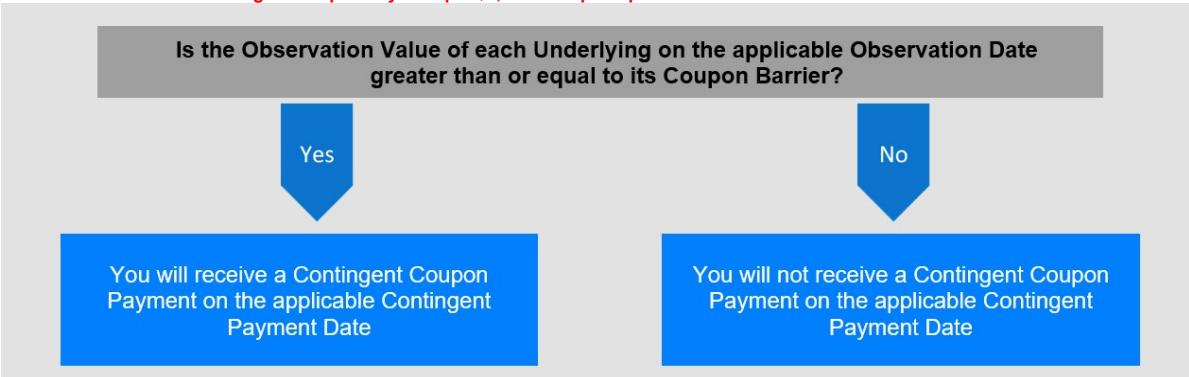 Is the Observation Value of each Underlying on the applicable Observation Date
greater than or equal to its Coupon Barrier?
Yes
No
You will receive a Contingent Coupon
Payment on the applicable Contingent
Payment Date
You will not receive a Contingent Coupon
Payment on the applicable Contingent
Payment Date